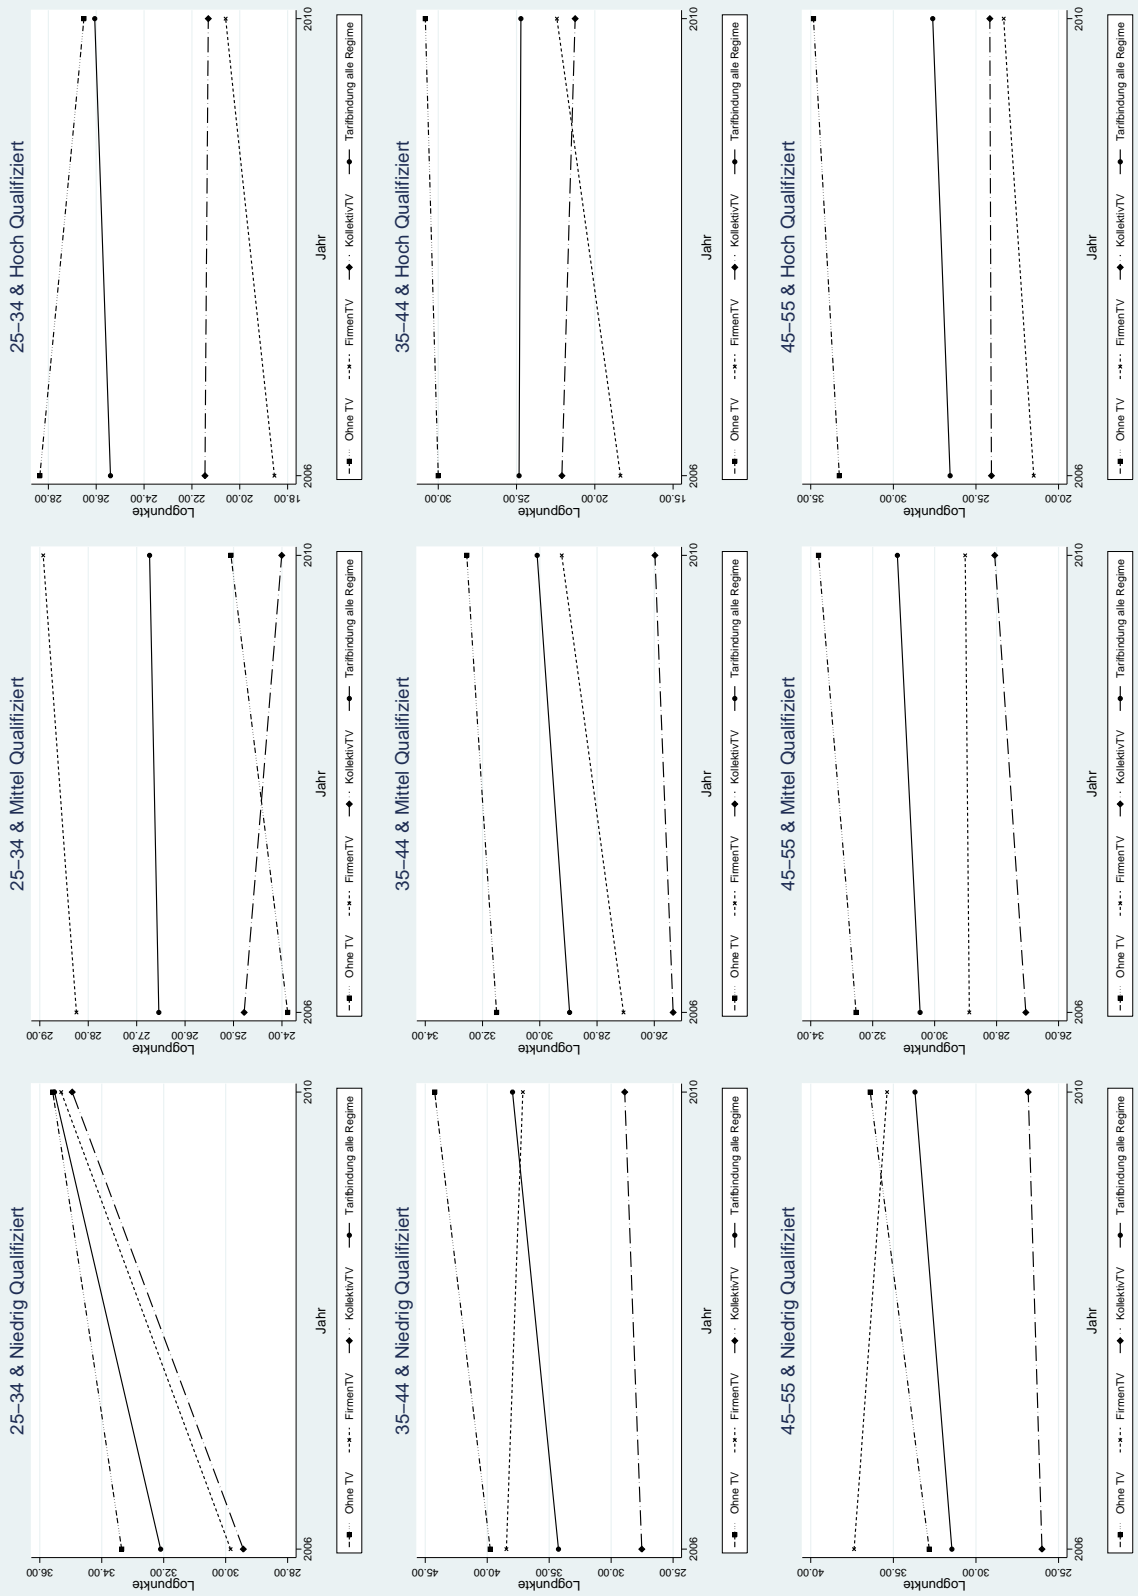 25–34 & Niedrig Qualifiziert
36.00
34.00
32.00
30.00
28.00
Logpunkte
2006 2010
Jahr
Ohne TV FirmenTV KollektivTV Tarifbindung alle Regime
25–34 & Mittel Qualifiziert
29.00
28.00
27.00
26.00
25.00
24.00
Logpunkte
2006 2010
Jahr
Ohne TV FirmenTV KollektivTV Tarifbindung alle Regime
25–34 & Hoch Qualifiziert
28.00
26.00
24.00
22.00
20.00
18.00
Logpunkte
2006 2010
Jahr
Ohne TV FirmenTV KollektivTV Tarifbindung alle Regime
35–44 & Niedrig Qualifiziert
45.00
40.00
35.00
30.00
25.00
Logpunkte
2006 2010
Jahr
Ohne TV FirmenTV KollektivTV Tarifbindung alle Regime
35–44 & Mittel Qualifiziert
34.00
32.00
30.00
28.00
26.00
Logpunkte
2006 2010
Jahr
Ohne TV FirmenTV KollektivTV Tarifbindung alle Regime
35–44 & Hoch Qualifiziert
30.00
25.00
20.00
15.00
Logpunkte
2006 2010
Jahr
Ohne TV FirmenTV KollektivTV Tarifbindung alle Regime
45–55 & Niedrig Qualifiziert
40.00
35.00
30.00
25.00
Logpunkte
2006 2010
Jahr
Ohne TV FirmenTV KollektivTV Tarifbindung alle Regime
45–55 & Mittel Qualifiziert
34.00
32.00
30.00
28.00
26.00
Logpunkte
2006 2010
Jahr
Ohne TV FirmenTV KollektivTV Tarifbindung alle Regime
45–55 & Hoch Qualifiziert
35.00
30.00
25.00
20.00
Logpunkte
2006 2010
Jahr
Ohne TV FirmenTV KollektivTV Tarifbindung alle Regime